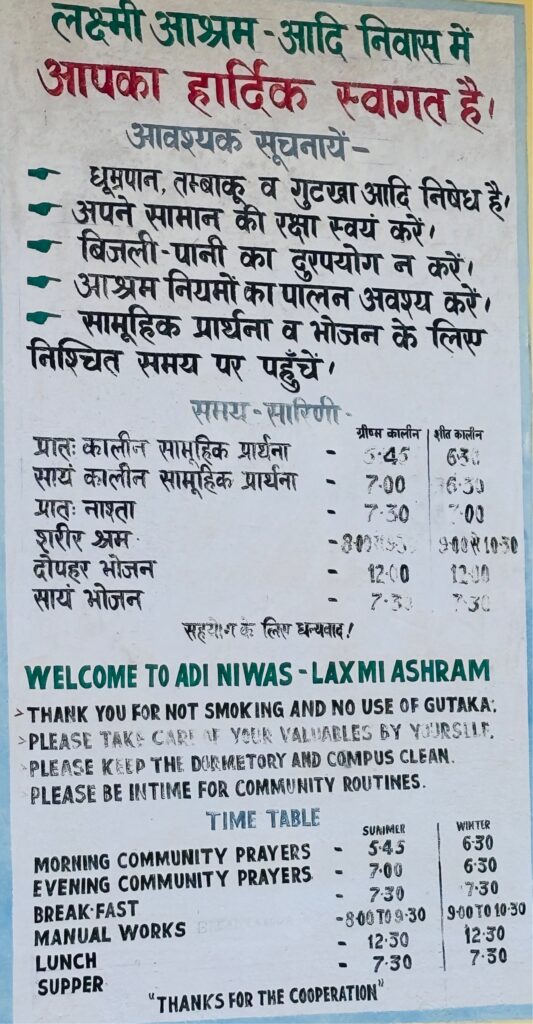 लक्ष्मी आश्रम - आदि निवास में
आपका हार्दिक स्वागत है।
आवश्यक सूचनायें -
धूम्रपान, तम्बाकू व गुटखा आदि निषेध है।
अपने सामान की रक्षा स्वयं करें।
बिजली-पानी का दुरपयोग न करें।
आश्रम नियमों का पालन अवश्य करें।
सामूहिक प्रार्थना व भोजन के लिए
निश्चित समय पर पहुँचें।
समय-सारिणी -
ग्रीष्म कालीन | शीत कालीन
प्रातः कालीन सामूहिक प्रार्थना - 5·45 6·30
सायं कालीन सामूहिक प्रार्थना - 7·00 6·30
प्रातः नाश्ता - 7·30
शरीर श्रम - 9·00 से 10·30
दोपहर भोजन - 12·00 12·00
सायं भोजन - 7·30 7·30
सहयोग के लिए धन्यवाद!
WELCOME TO ADI NIWAS - LAXMI ASHRAM
> THANK YOU FOR NOT SMOKING AND NO USE OF GUTAKA.
> PLEASE TAKE CARE OF YOUR VALUABLES BY YOURSLLF.
> PLEASE KEEP THE DORMETORY AND COMPUS CLEAN.
PLEASE BE INTIME FOR COMMUNITY ROUTINES.
TIME TABLE
SUMMER | WINTER
MORNING COMMUNITY PRAYERS - 5·45 6·30
EVENING COMMUNITY PRAYERS - 7·00 6·30
BREAK-FAST - 7·30 7·30
MANUAL WORKS - 8·00 TO 9·30 9·00 TO 10·30
LUNCH - 12·30 12·30
SUPPER - 7·30 7·30
"THANKS FOR THE COOPERATION"